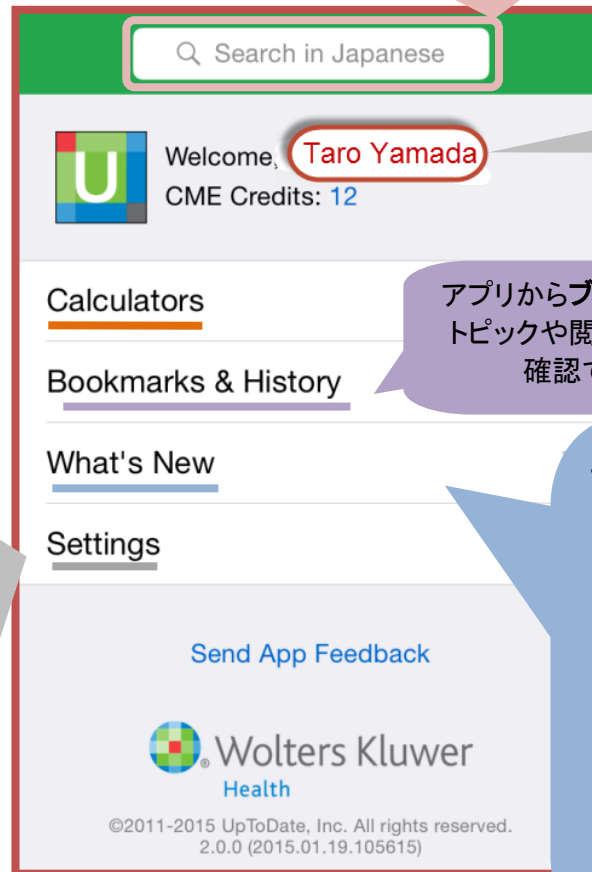 Search in Japanese
U
Welcome, Taro Yamada
CME Credits: 12
Calculators
アプリからブ
トピックや閲
確認
Bookmarks & History
What's New
Settings
Send App Feedback
Wolters Kluwer
Health
©2011-2015 UpToDate, Inc. All rights reserved.
2.0.0 (2015.01.19.105615)